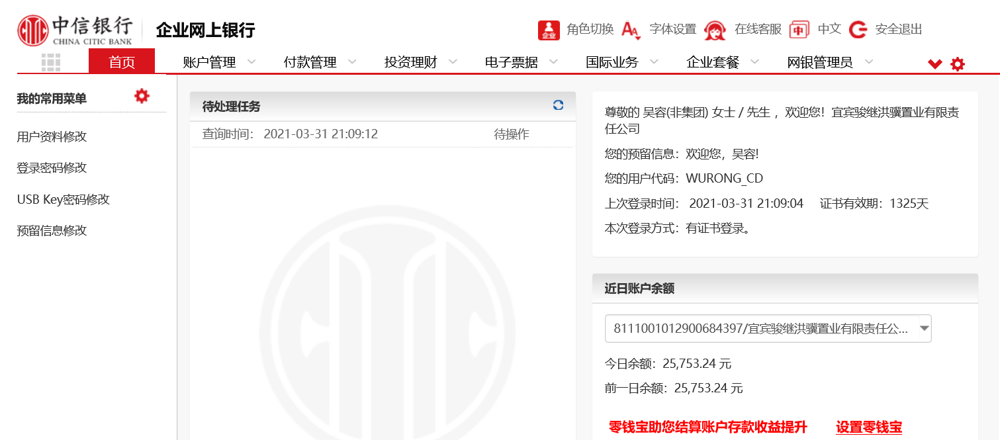 中信银行
CHINA CITIC BANK
企业网上银行
企业 角色切换 字体设置 在线客服 中 中文 安全退出
首页 账户管理 付款管理 投资理财 电子票据 国际业务 企业套餐 网银管理员
我的常用菜单
用户资料修改
登录密码修改
USB Key密码修改
预留信息修改
待处理任务
查询时间： 2021-03-31 21:09:12 待操作
尊敬的 吴容(非集团) 女士 / 先生 ，欢迎您！宜宾骏继洪骥置业有限责
任公司
您的预留信息：欢迎您，吴容!
您的用户代码：WURONG_CD
上次登录时间： 2021-03-31 21:09:04 证书有效期：1325天
本次登录方式：有证书登录。
近日账户余额
8111001012900684397/宜宾骏继洪骥置业有限责任公...
今日余额：25,753.24 元
前一日余额：25,753.24 元
零钱宝助您结算账户存款收益提升 设置零钱宝